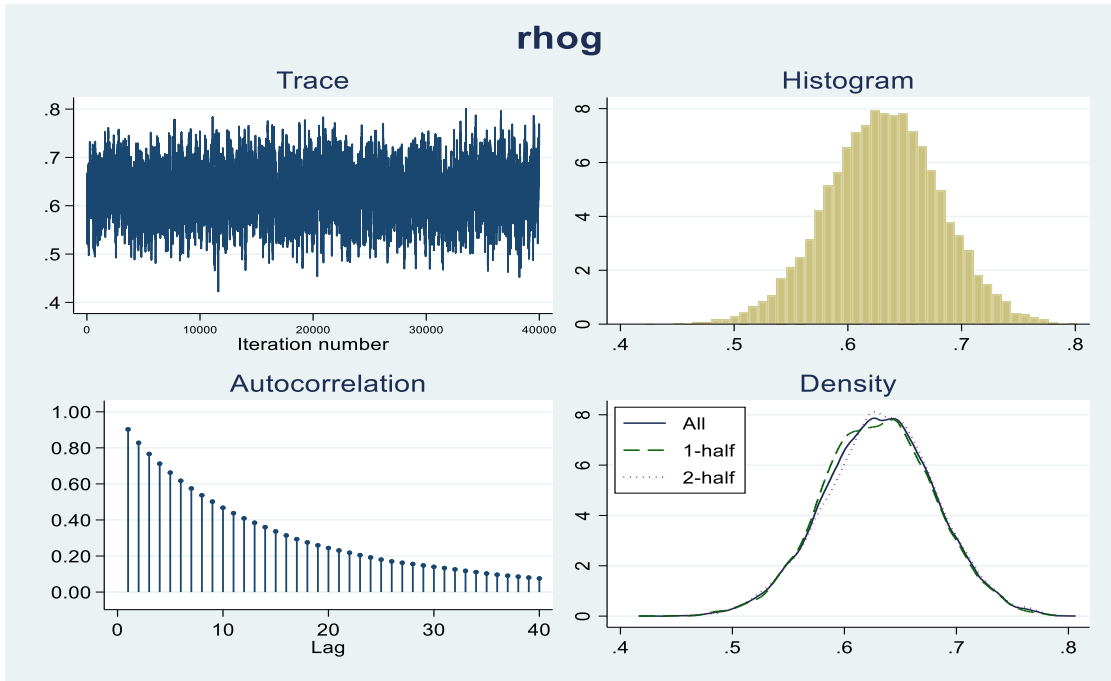 rhog
Trace
.8
.7
.6
.5
.4
0 10000 20000 30000 40000
Iteration number
Histogram
8
6
4
2
0
.4 .5 .6 .7 .8
Autocorrelation
1.00
0.80
0.60
0.40
0.20
0.00
0 10 20 30 40
Lag
Density
All
1-half
2-half
8
6
4
2
0
.4 .5 .6 .7 .8